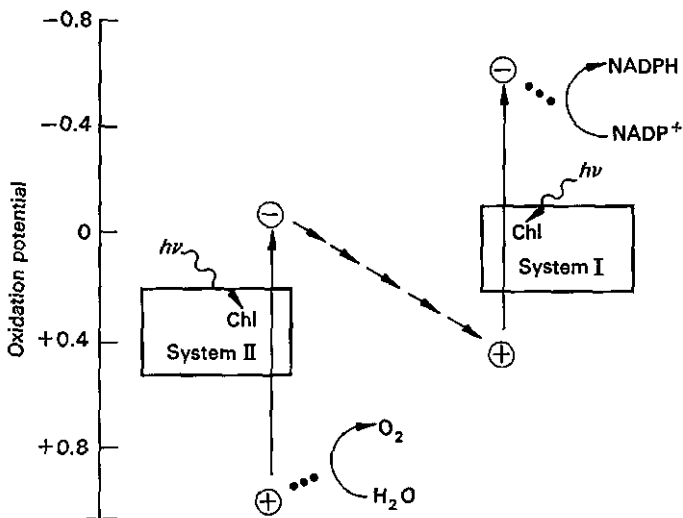 Oxidation potential
−0.8
−0.4
0
+0.4
+0.8
NADPH
NADP+
hν
Chl
System I
hν
Chl
System II
O₂
H₂O
−
−
+
+